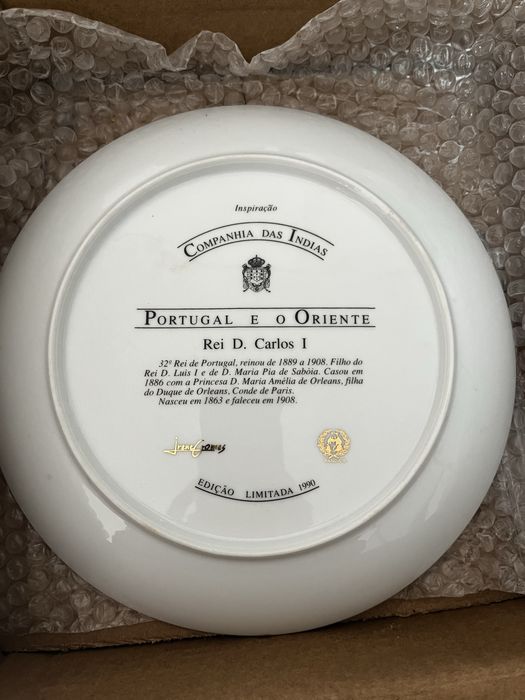 Inspiração
COMPANHIA DAS INDIAS
PORTUGAL E O ORIENTE
Rei D. Carlos I
32º Rei de Portugal, reinou de 1889 a 1908. Filho do
Rei D. Luis I e de D. Maria Pia de Sabóia. Casou em
1886 com a Princesa D. Maria Amélia de Orleans, filha
do Duque de Orleans, Conde de Paris.
Nasceu em 1863 e faleceu em 1908.
EDIÇÃO LIMITADA 1990